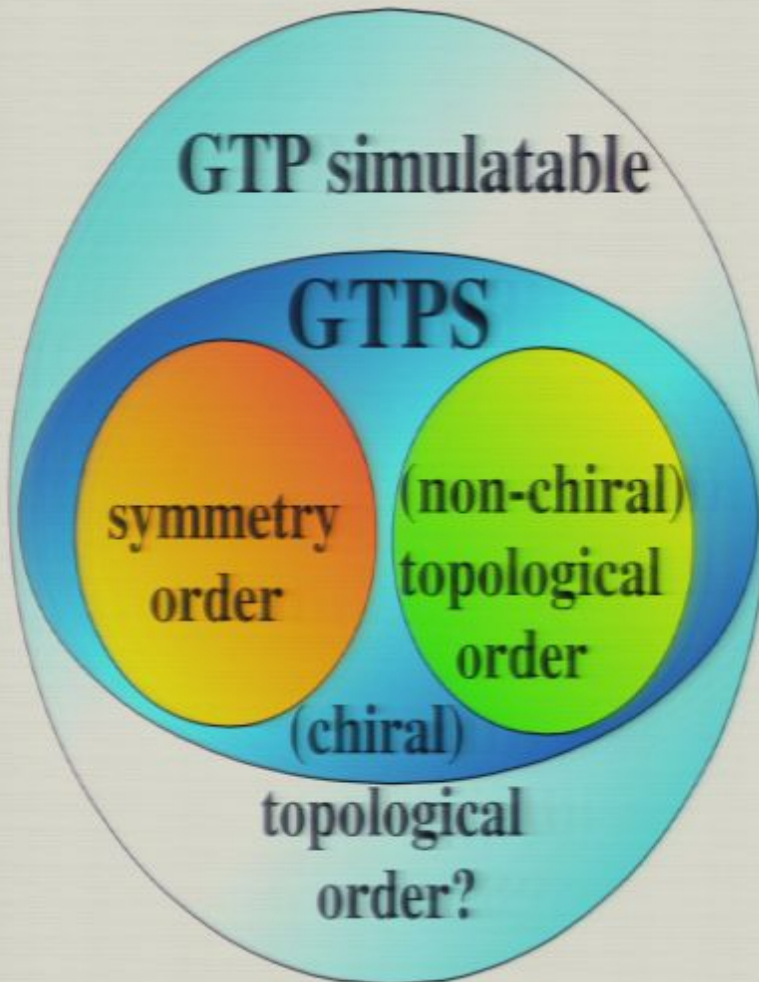 GTP simulatable
GTPS
symmetry
order
(non-chiral)
topological
order
(chiral)
topological
order?